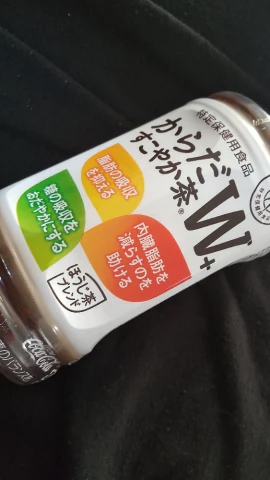 特定保健用食品
からだ
すこやか茶®
W+
脂肪の吸収
を抑える
糖の吸収を
おだやかにする
内臓脂肪を
減らすのを
助ける
ほうじ茶
ブレンド
Coca-Cola